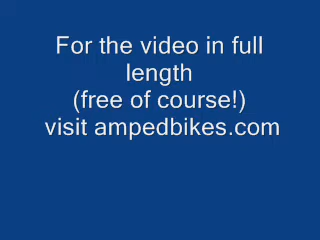 For the video in full
length
(free of course!)
visit ampedbikes.com